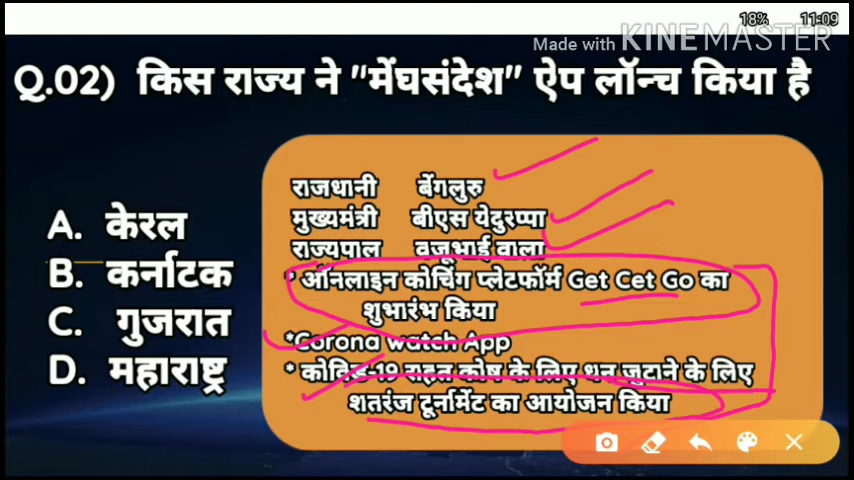 18% 11:09
Made with KINEMASTER
Q.02) किस राज्य ने "मेंघसंदेश" ऐप लॉन्च किया है
A. केरल
B. कर्नाटक
C. गुजरात
D. महाराष्ट्र
राजधानी बेंगलुरु
मुख्यमंत्री बीएस येदुरप्पा
राज्यपाल वजूभाई वाला
* ऑनलाइन कोचिंग प्लेटफॉर्म Get Cet Go का
शुभारंभ किया
*Corona watch App
* कोविड-19 राहत कोष के लिए धन जुटाने के लिए
शतरंज टूर्नामेंट का आयोजन किया